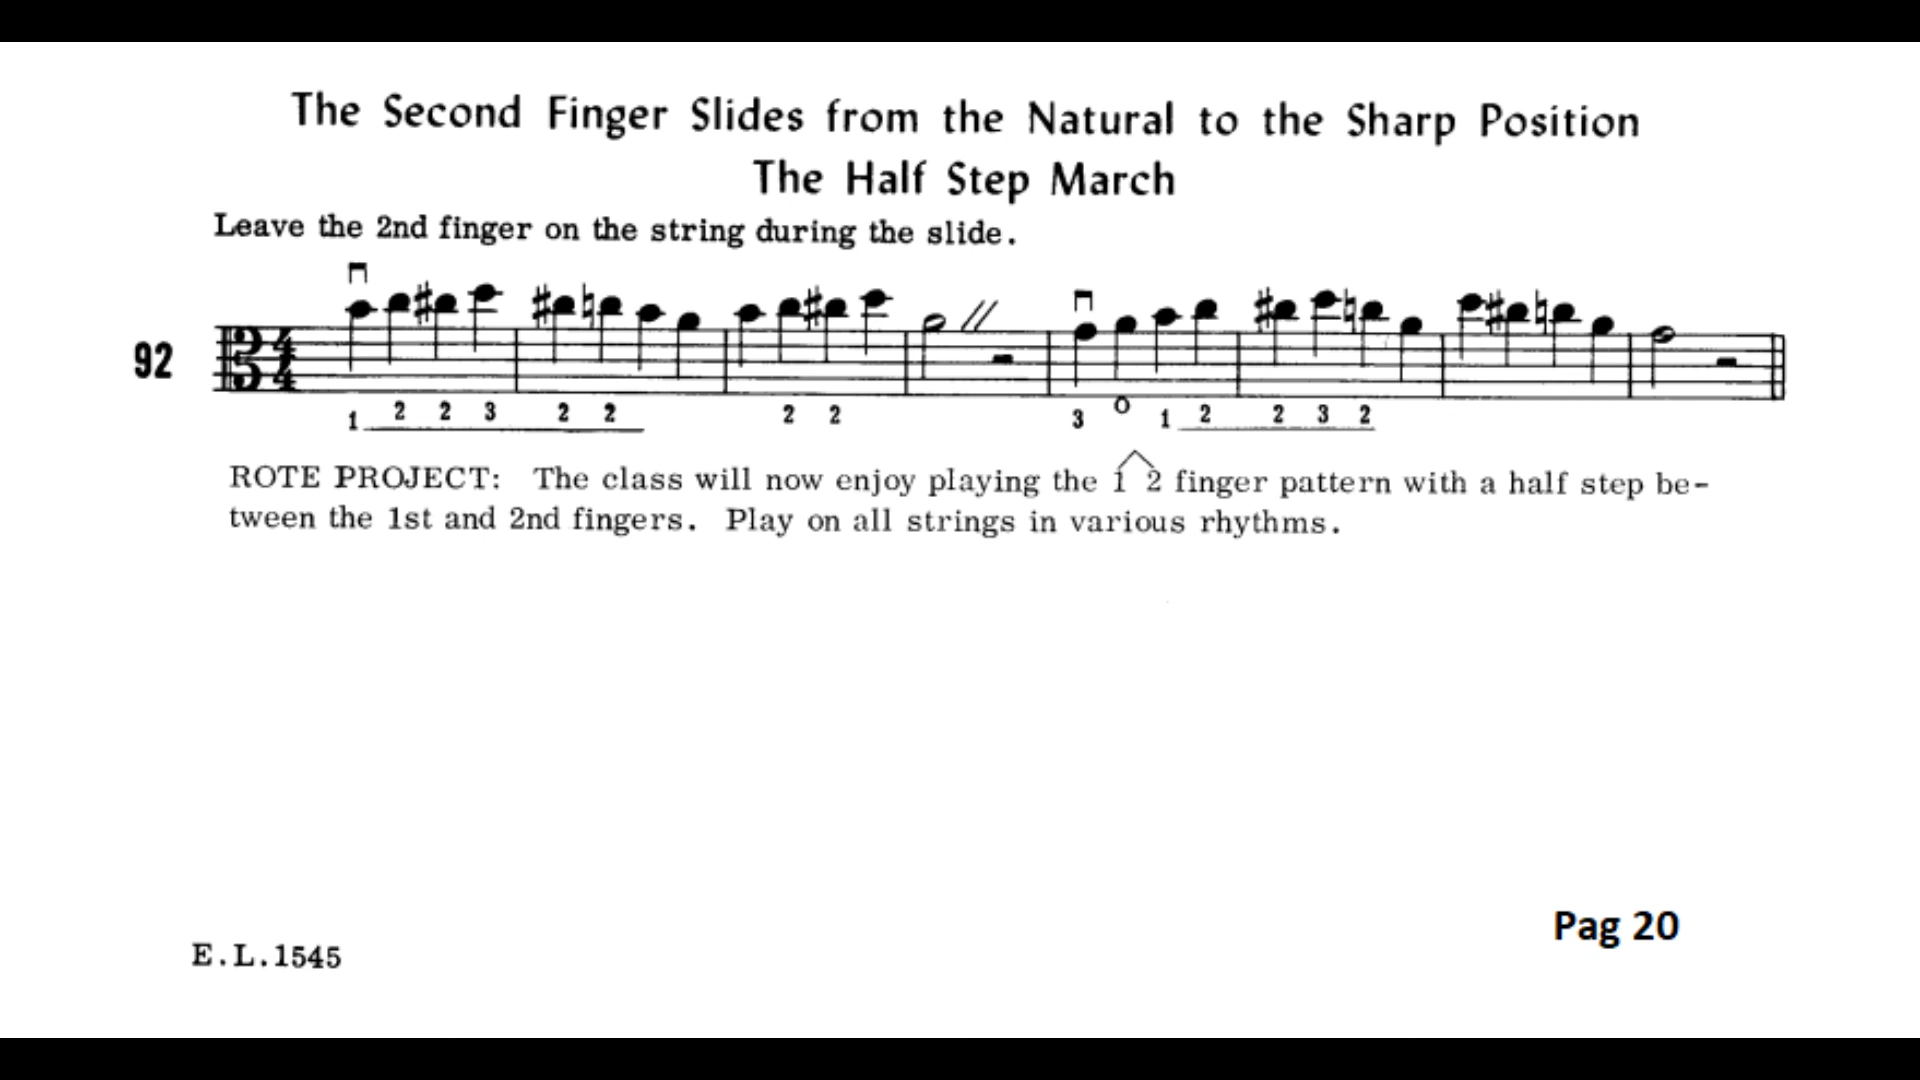 The Second Finger Slides from the Natural to the Sharp Position
The Half Step March
Leave the 2nd finger on the string during the slide.
92
4
4
1 2 2 3 2 2 2 2 3 0 1 2 2 3 2
ROTE PROJECT: The class will now enjoy playing the 1 2 finger pattern with a half step be-
tween the 1st and 2nd fingers. Play on all strings in various rhythms.
Pag 20
E.L.1545